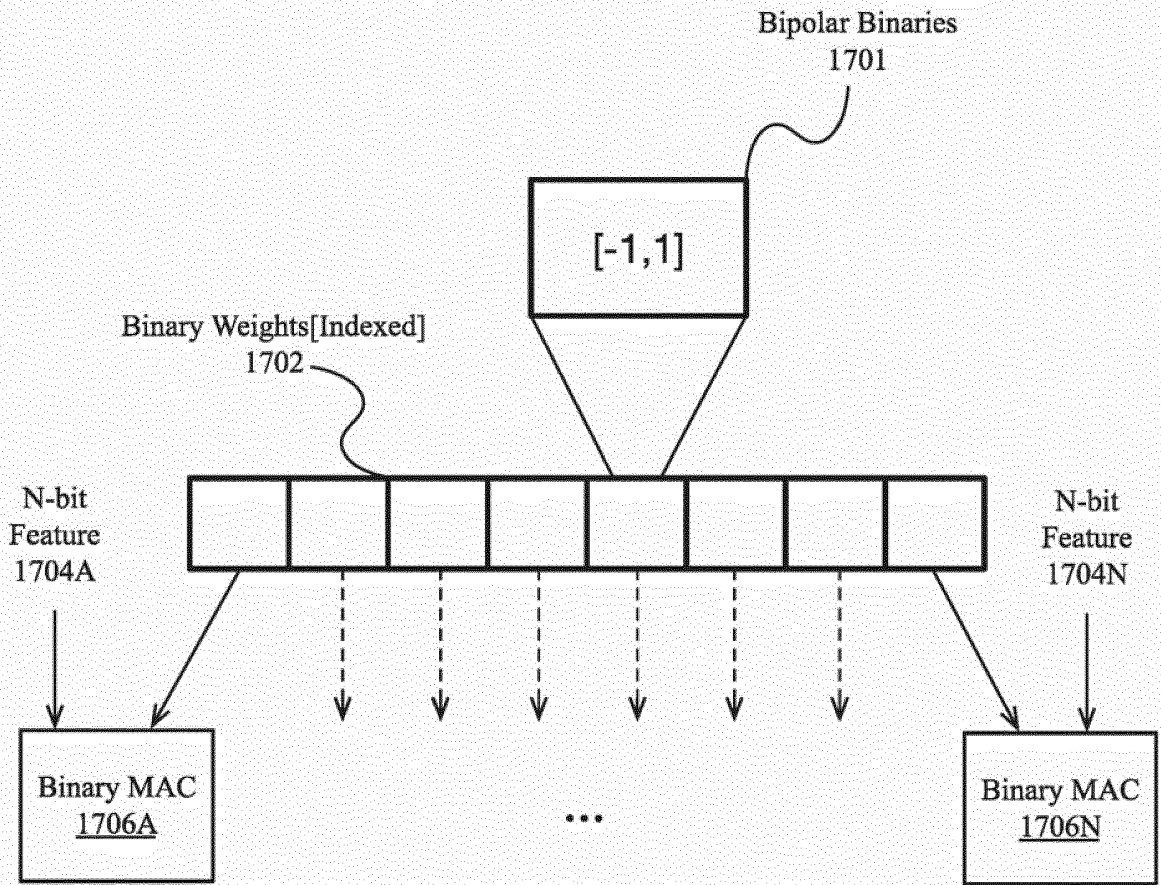 Bipolar Binaries
1701
[-1,1]
Binary Weights[Indexed]
1702
N-bit
Feature
1704A
N-bit
Feature
1704N
Binary MAC
1706A
...
Binary MAC
1706N